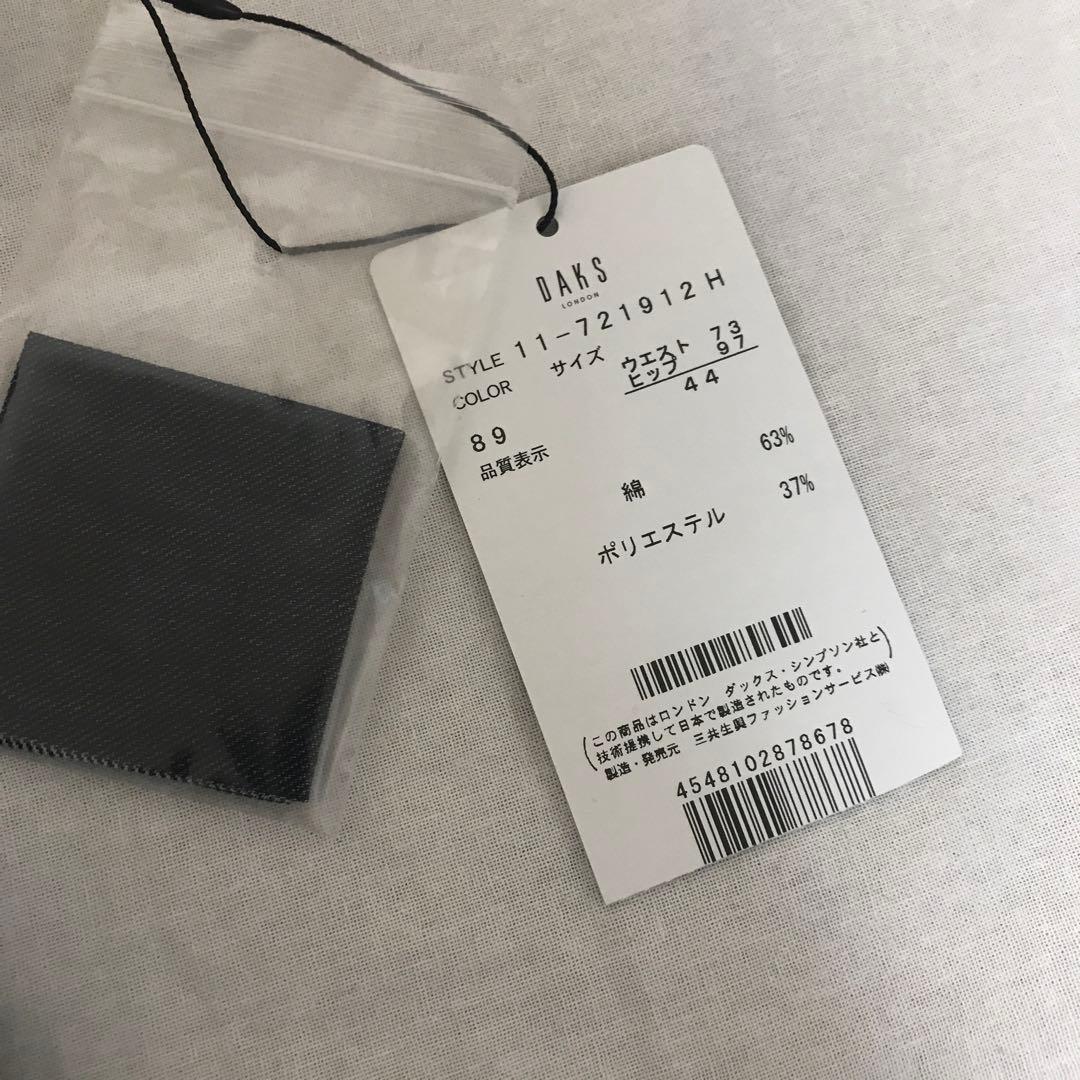 DAKS
LONDON
STYLE 11-721912H
COLOR サイズ ウエスト 73
ヒップ 97
44
89
品質表示
63%
綿
37%
ポリエステル
(この商品はロンドン ダックス・シンプソン社と
技術提携して日本で製造されたものです。)
製造・発売元 三共生興ファッションサービス㈱
4548102878678